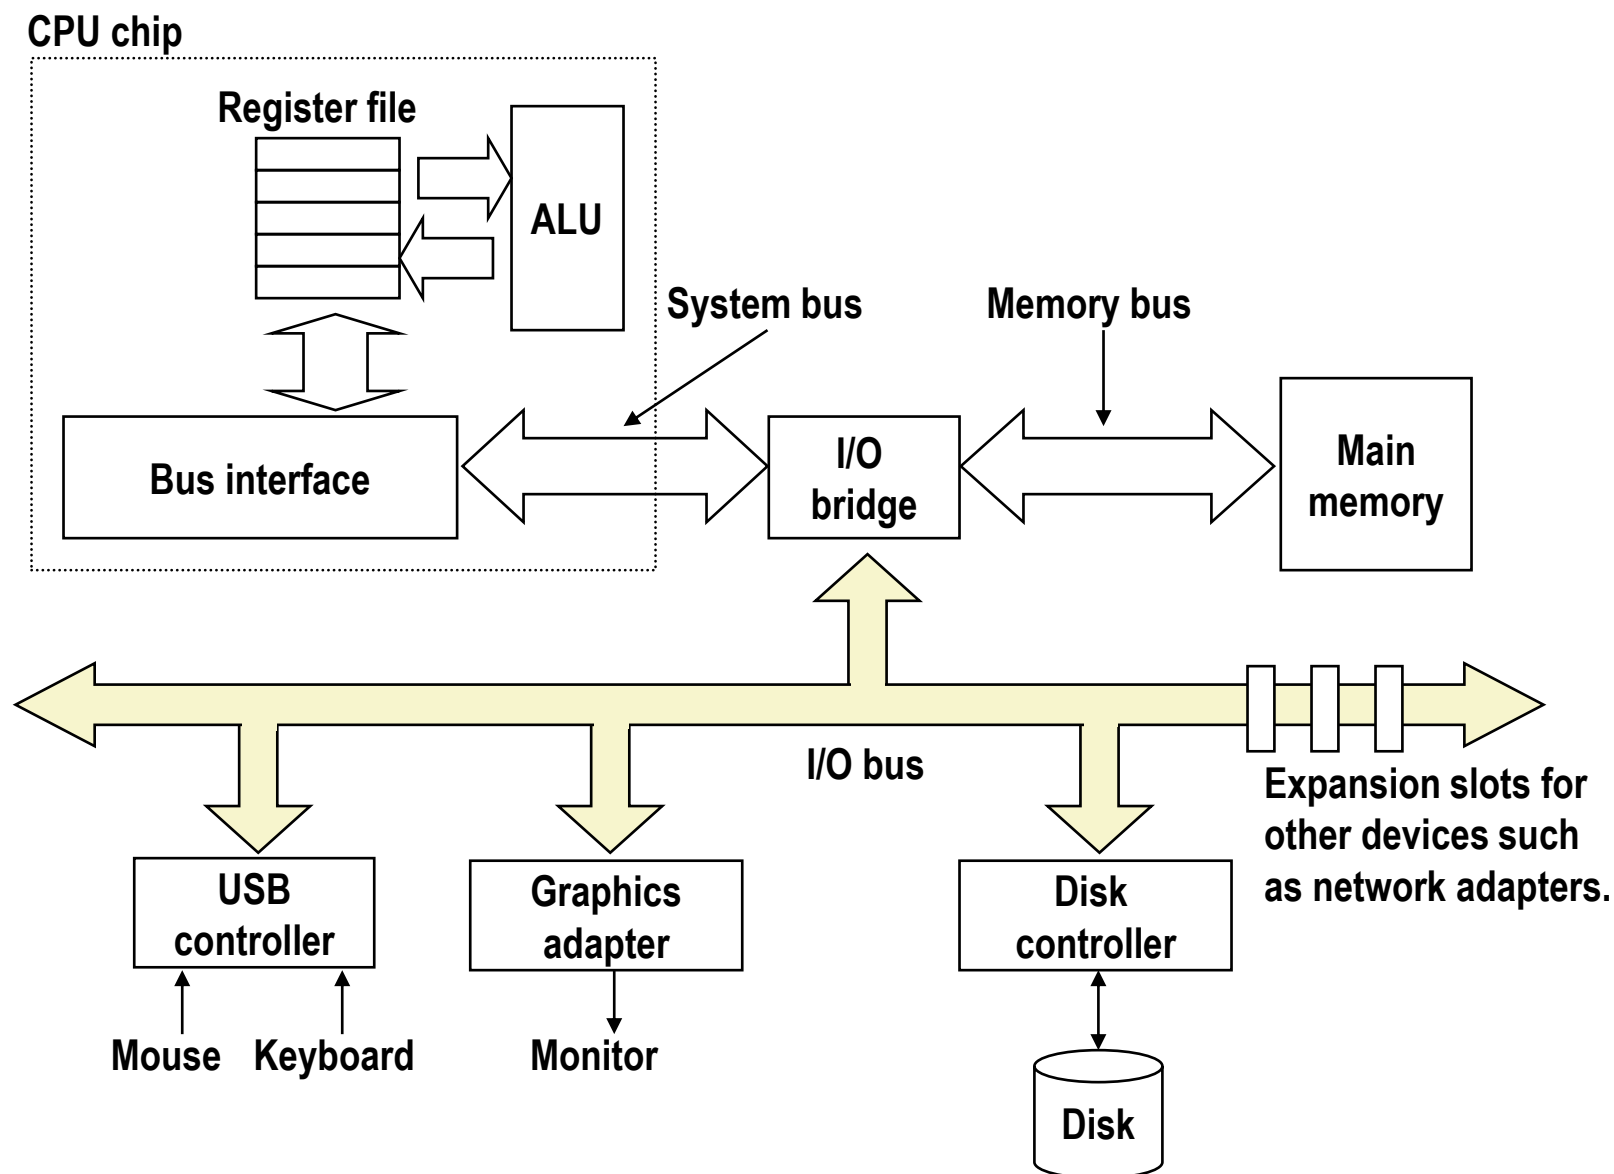 CPU chip
Register file
ALU
System bus
Memory bus
Bus interface
I/O
bridge
Main
memory
I/O bus
Expansion slots for
other devices such
as network adapters.
USB
controller
Graphics
adapter
Disk
controller
Mouse
Keyboard
Monitor
Disk